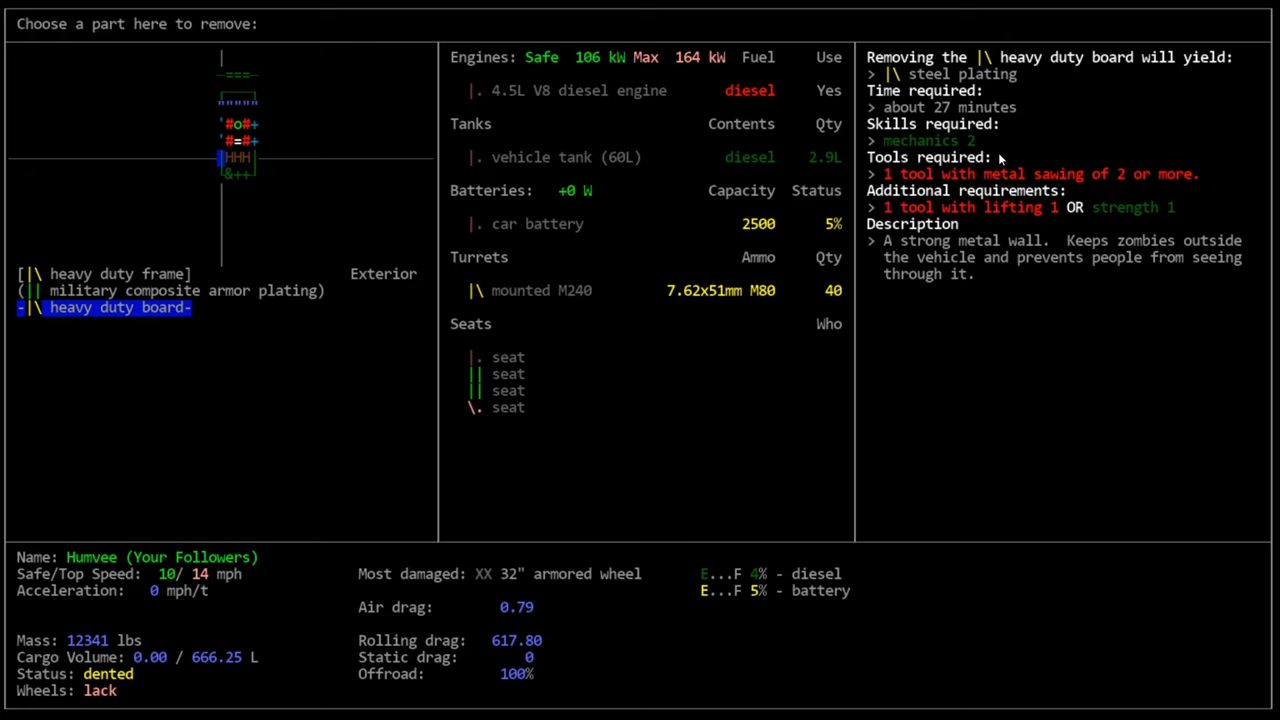 Choose a part here to remove:
===
"""""
'#o#+
'#=#+
HHH
&++
[|\ heavy duty frame] Exterior
(|| military composite armor plating)
-|\ heavy duty board-
Engines: Safe 106 kW Max 164 kW Fuel Use
|. 4.5L V8 diesel engine diesel Yes
Tanks Contents Qty
|. vehicle tank (60L) diesel 2.9L
Batteries: +0 W Capacity Status
|. car battery 2500 5%
Turrets Ammo Qty
|\ mounted M240 7.62x51mm M80 40
Seats Who
|. seat
|| seat
|| seat
\. seat
Removing the |\ heavy duty board will yield:
> |\ steel plating
Time required:
> about 27 minutes
Skills required:
> mechanics 2
Tools required:
> 1 tool with metal sawing of 2 or more.
Additional requirements:
> 1 tool with lifting 1 OR strength 1
Description
> A strong metal wall.  Keeps zombies outside
the vehicle and prevents people from seeing
through it.
Name: Humvee (Your Followers)
Safe/Top Speed: 10/ 14 mph
Acceleration: 0 mph/t
Mass: 12341 lbs
Cargo Volume: 0.00 / 666.25 L
Status: dented
Wheels: lack
Most damaged: XX 32" armored wheel
Air drag: 0.79
Rolling drag: 617.80
Static drag: 0
Offroad: 100%
E...F 4% - diesel
E...F 5% - battery